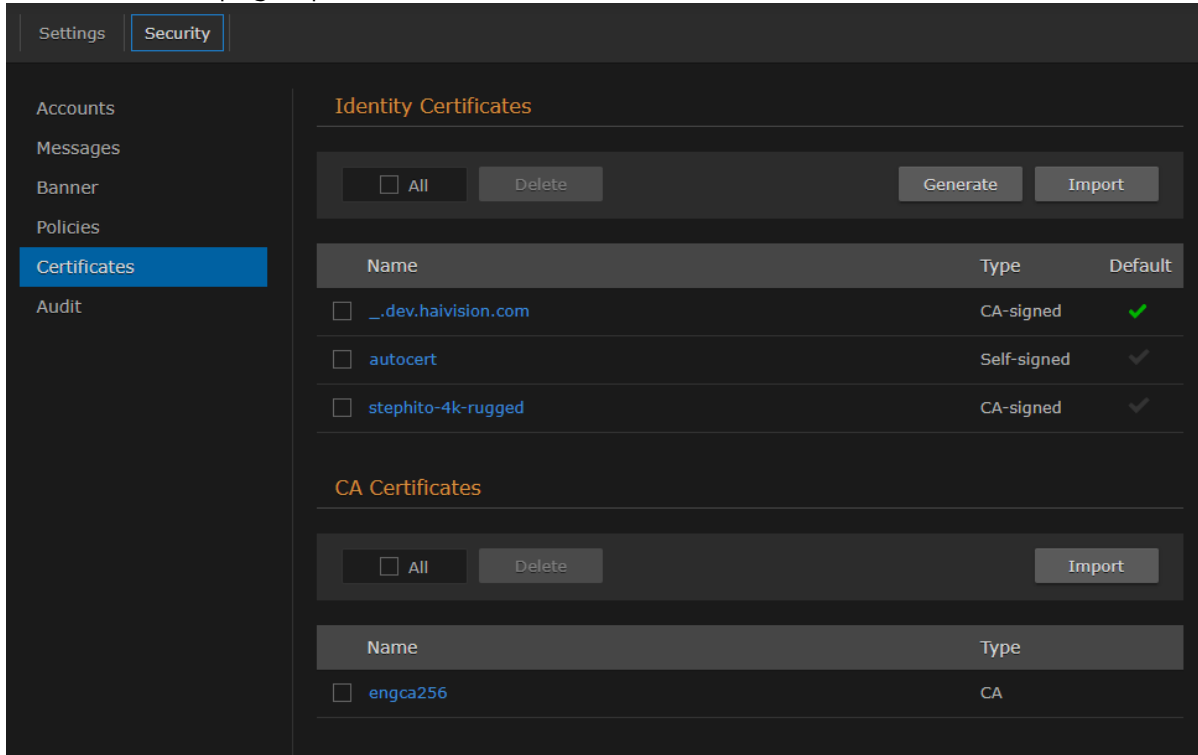 Settings Security
Accounts
Messages
Banner
Policies
Certificates
Audit
Identity Certificates
All Delete Generate Import
Name Type Default
_.dev.haivision.com CA-signed
autocert Self-signed
stephito-4k-rugged CA-signed
CA Certificates
All Delete Import
Name Type
engca256 CA